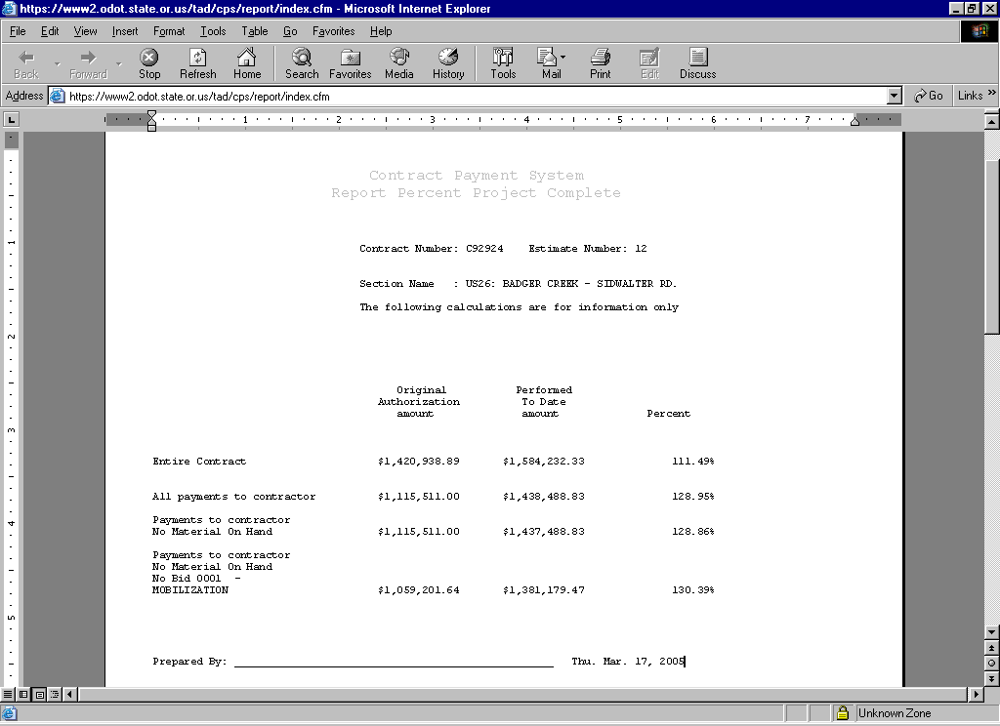 https://www2.odot.state.or.us/tad/cps/report/index.cfm - Microsoft Internet Explorer
File Edit View Insert Format Tools Table Go Favorites Help
Back Forward Stop Refresh Home Search Favorites Media History Tools Mail Print Edit Discuss
Address https://www2.odot.state.or.us/tad/cps/report/index.cfm Go Links »
1 2 3 4 5 6 7
Contract Payment System
Report Percent Project Complete
1
Contract Number: C92924 Estimate Number: 12
Section Name : US26: BADGER CREEK - SIDWALTER RD.
The following calculations are for information only
2
Original Performed
Authorization To Date
amount amount Percent
3
Entire Contract $1,420,938.89 $1,584,232.33 111.49%
All payments to contractor $1,115,511.00 $1,438,488.83 128.95%
Payments to contractor
4
No Material On Hand $1,115,511.00 $1,437,488.83 128.86%
Payments to contractor
No Material On Hand
No Bid 0001 -
MOBILIZATION $1,059,201.64 $1,381,179.47 130.39%
5
Prepared By: Thu. Mar. 17, 2005
Unknown Zone